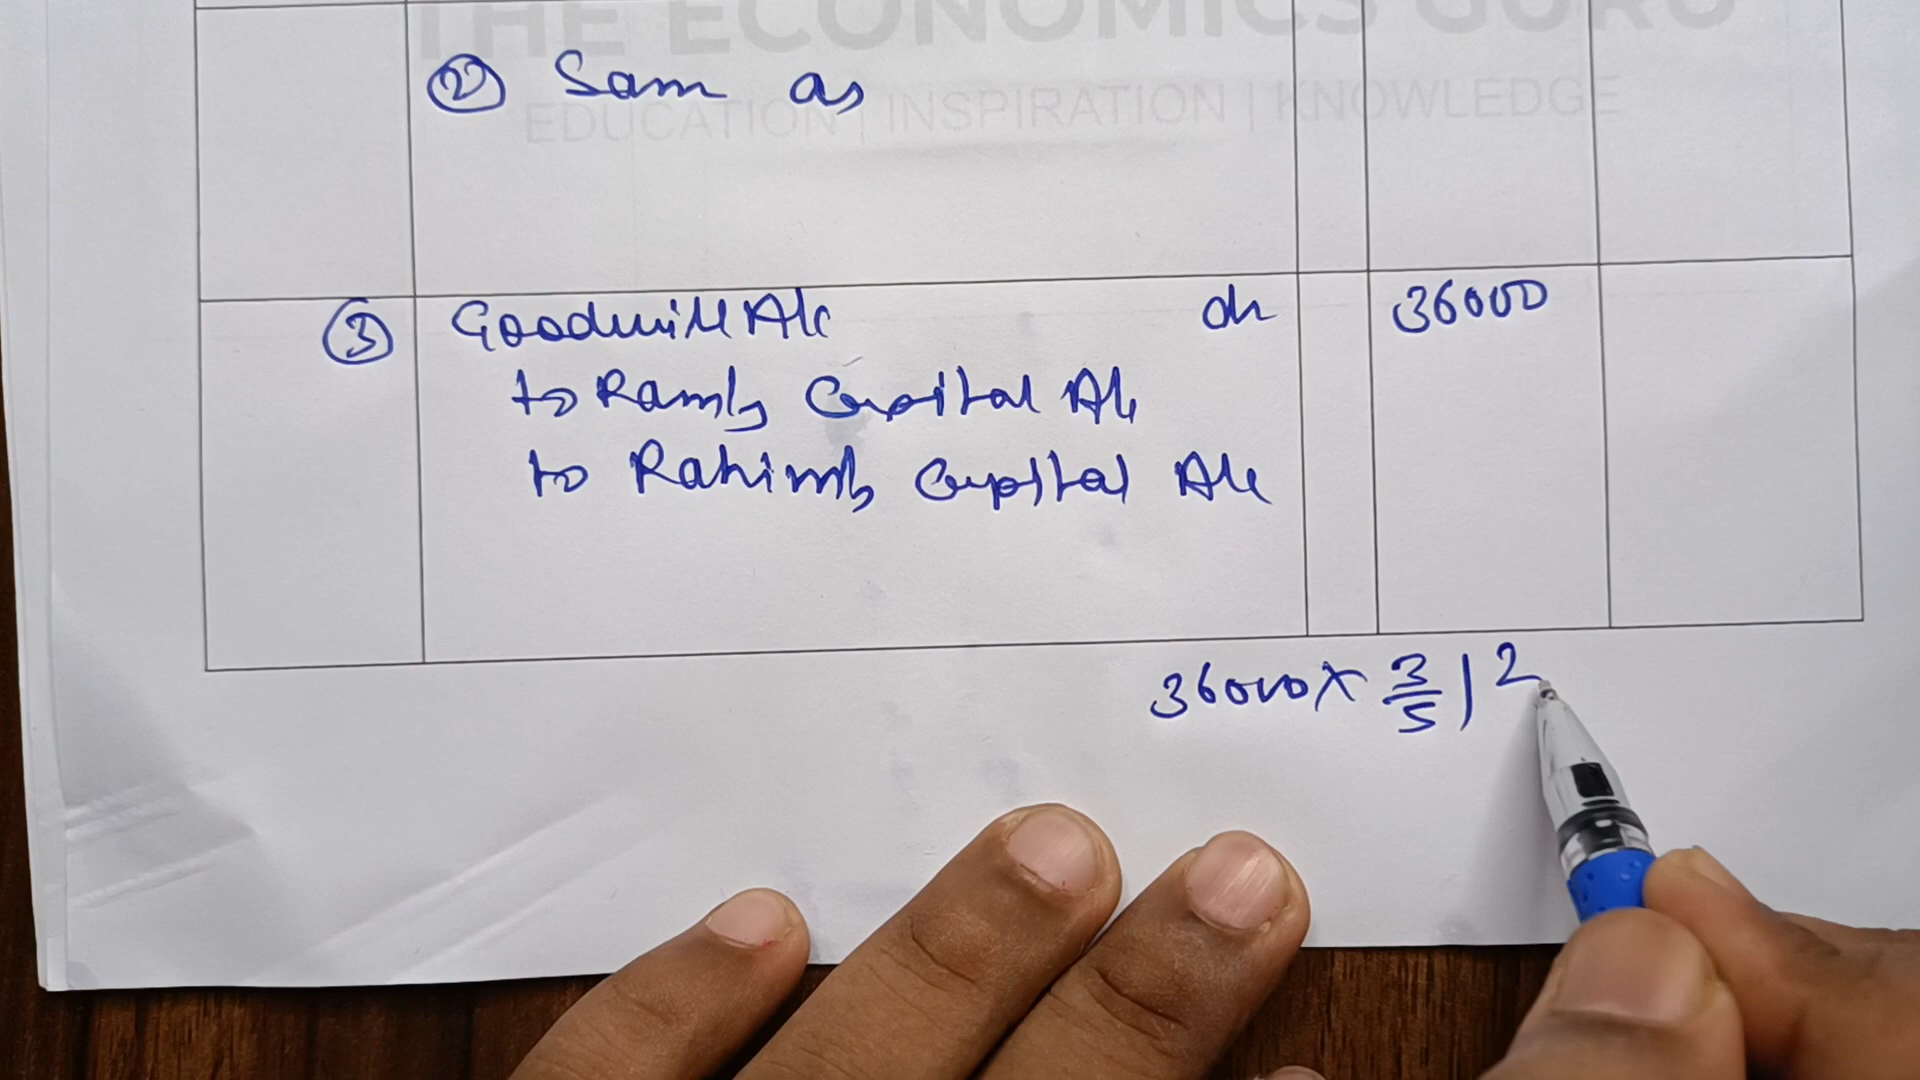 THE ECONOMICS GURU
② Sam as
EDUCATION | INSPIRATION | KNOWLEDGE
③ Goodwill A/c dr 36000
to Ram's Capital A/c
to Rahim's Capital A/c
36000 × 3/5 | 2